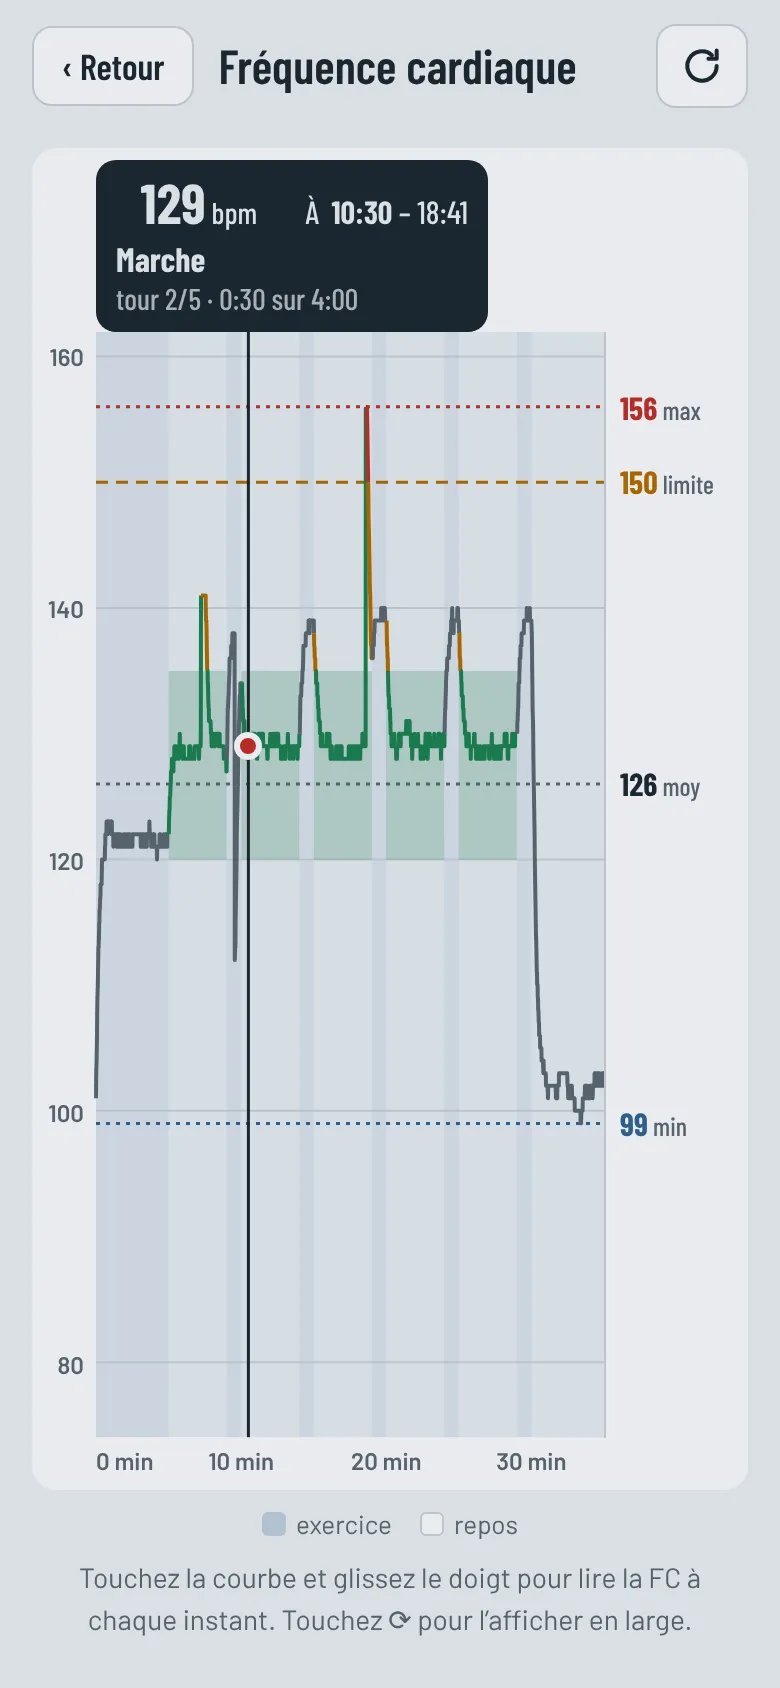 ‹ Retour
Fréquence cardiaque
129 bpm À 10:30 – 18:41
Marche
tour 2/5 · 0:30 sur 4:00
160
156 max
150 limite
140
126 moy
120
100
99 min
80
0 min 10 min 20 min 30 min
exercice repos
Touchez la courbe et glissez le doigt pour lire la FC à
chaque instant. Touchez ⟳ pour l’afficher en large.